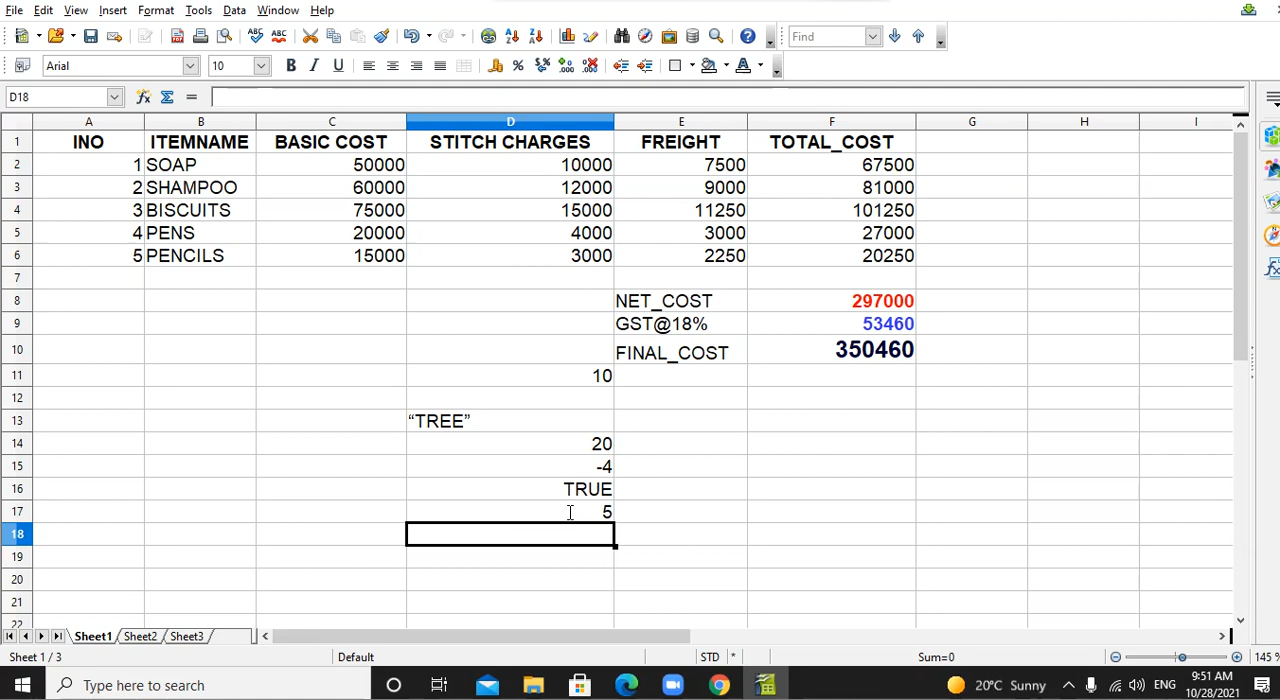 File Edit View Insert Format Tools Data Window Help
Find
Arial 10 B I U
D18
A B C D E F G H I
1 INO ITEMNAME BASIC COST STITCH CHARGES FREIGHT TOTAL_COST
2 1 SOAP 50000 10000 7500 67500
3 2 SHAMPOO 60000 12000 9000 81000
4 3 BISCUITS 75000 15000 11250 101250
5 4 PENS 20000 4000 3000 27000
6 5 PENCILS 15000 3000 2250 20250
7
8 NET_COST 297000
9 GST@18% 53460
10 FINAL_COST 350460
11 10
12
13 “TREE”
14 20
15 -4
16 TRUE
17 5
18
19
20
21
22
Sheet1 Sheet2 Sheet3
Sheet 1 / 3 Default STD * Sum=0 145 %
Type here to search 20°C Sunny ENG 9:51 AM
10/28/2021